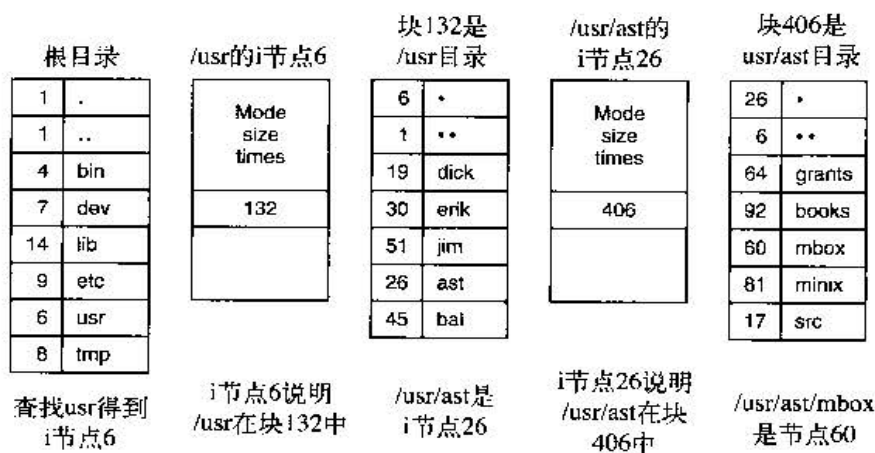 根目录
1 .
1 ..
4 bin
7 dev
14 lib
9 etc
6 usr
8 tmp
查找usr得到
i节点6
/usr的i节点6
Mode
size
times
132
i节点6说明
/usr在块132中
块132是
/usr目录
6 •
1 ••
19 dick
30 erik
51 jim
26 ast
45 bal
/usr/ast是
i节点26
/usr/ast的
i节点26
Mode
size
times
406
i节点26说明
/usr/ast在块
406中
块406是
usr/ast目录
26 •
6 ••
64 grants
92 books
60 mbox
81 minix
17 src
/usr/ast/mbox
是节点60